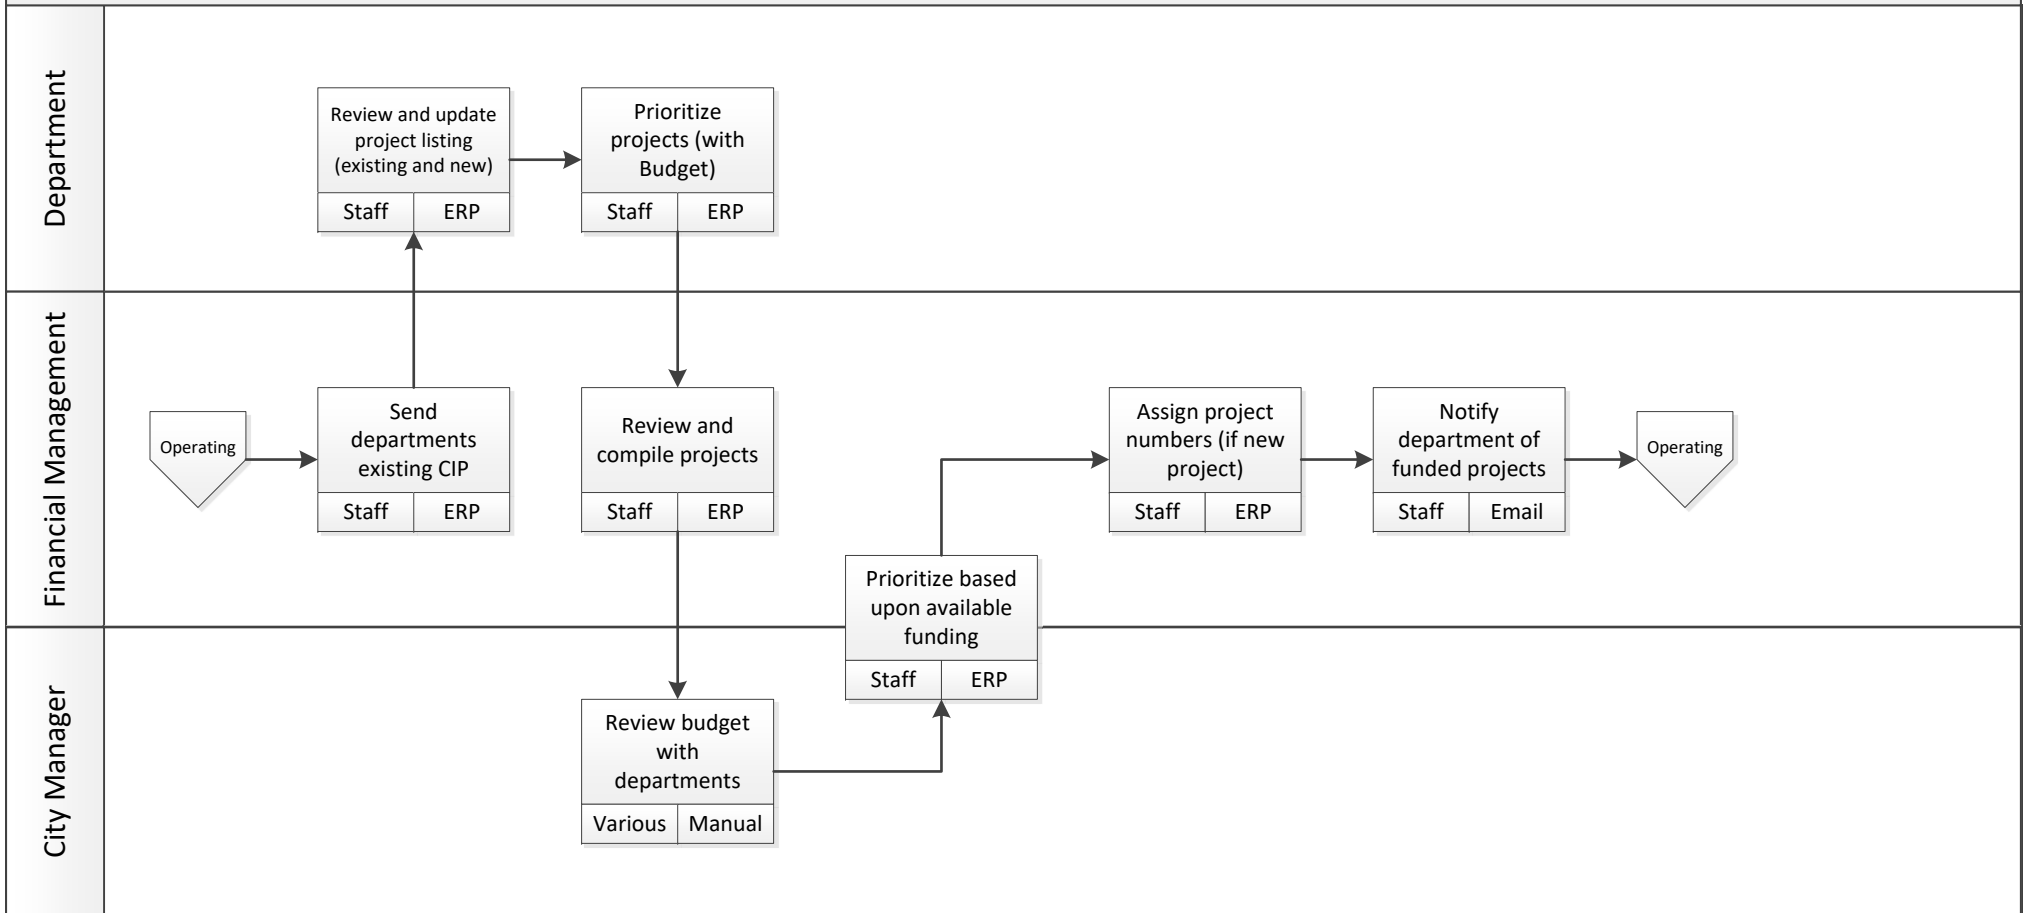 Department
Review and update
project listing
(existing and new)
Staff
ERP
Prioritize
projects (with
Budget)
Staff
ERP
Financial Management
Operating
Send
departments
existing CIP
Staff
ERP
Review and
compile projects
Staff
ERP
Assign project
numbers (if new
project)
Staff
ERP
Notify
department of
funded projects
Staff
Email
Operating
Prioritize based
upon available
funding
Staff
ERP
City Manager
Review budget
with
departments
Various
Manual